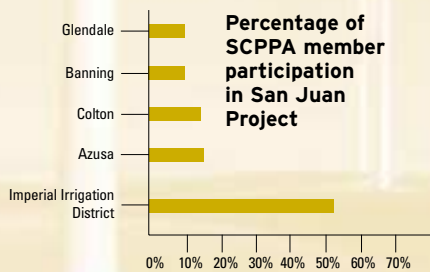 Percentage of
SCPPA member
participation
in San Juan
Project
Glendale
Banning
Colton
Azusa
Imperial Irrigation
District
0% 10% 20% 30% 40% 50% 60% 70%